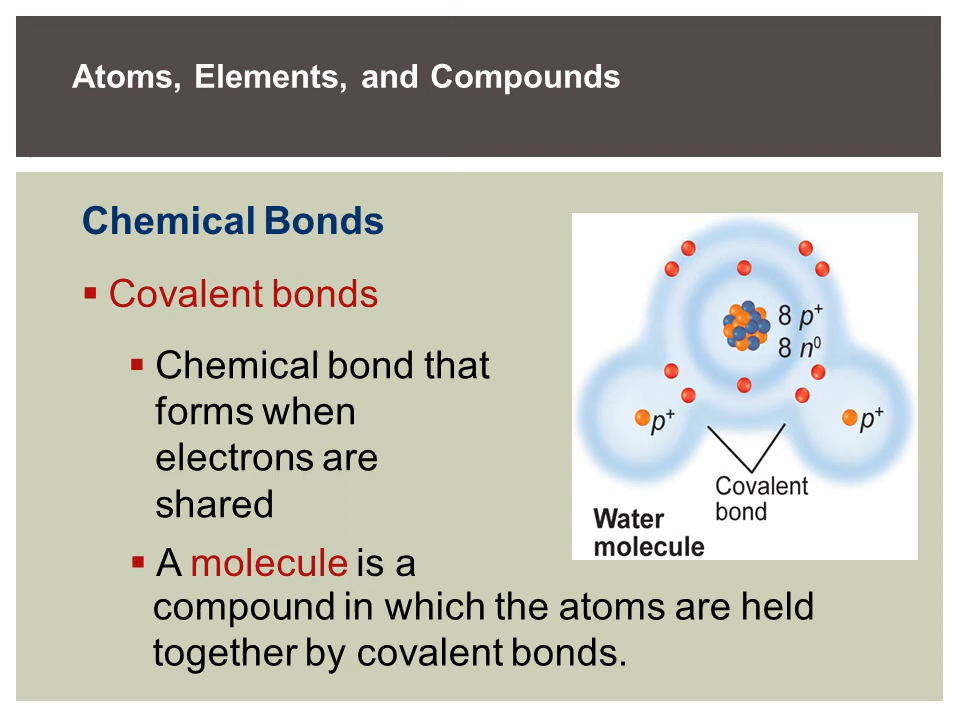 Atoms, Elements, and Compounds
Chemical Bonds
▪ Covalent bonds
▪ Chemical bond that
forms when
electrons are
shared
▪ A molecule is a
compound in which the atoms are held
together by covalent bonds.
8 p⁺
8 n⁰
p⁺
p⁺
Covalent
bond
Water
molecule